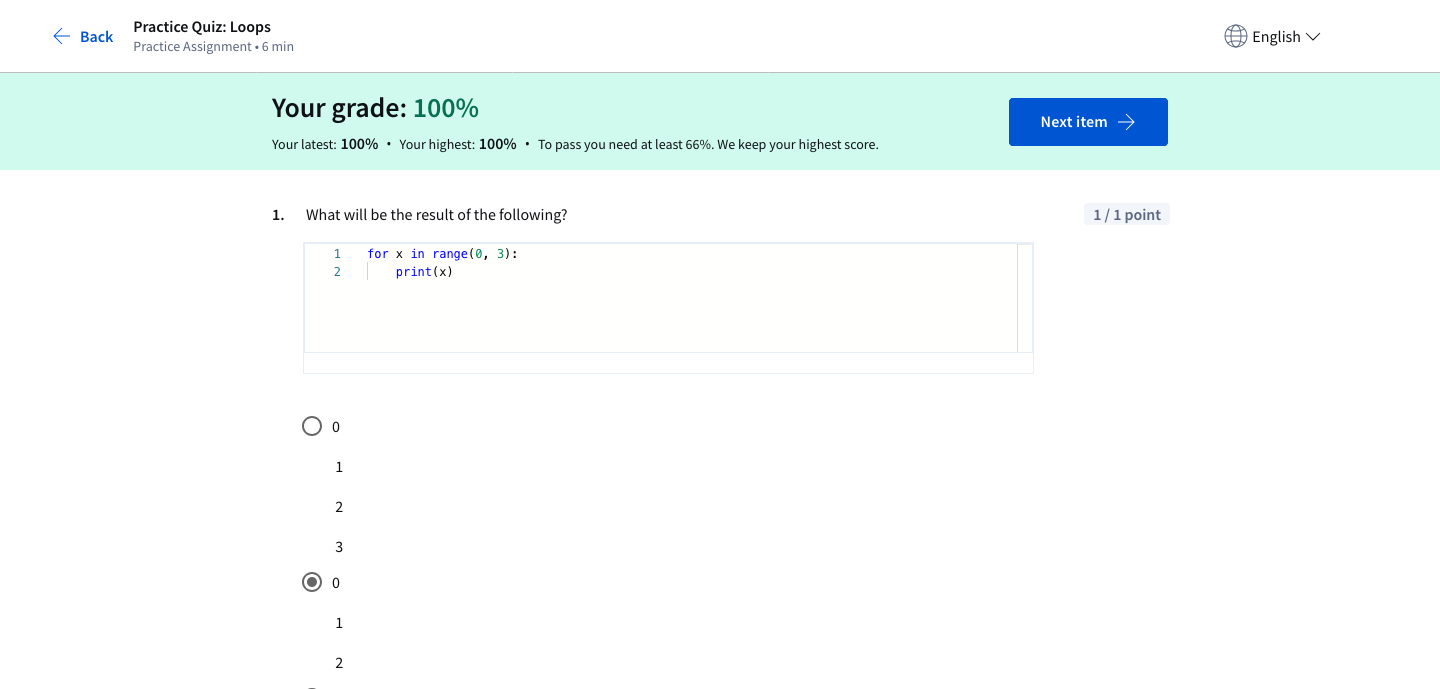 Back
Practice Quiz: Loops
Practice Assignment • 6 min
English
Your grade: 100%
Your latest: 100% • Your highest: 100% • To pass you need at least 66%. We keep your highest score.
Next item
1. What will be the result of the following?
1 / 1 point
1 for x in range(0, 3):
2     print(x)
0
1
2
3
0
1
2